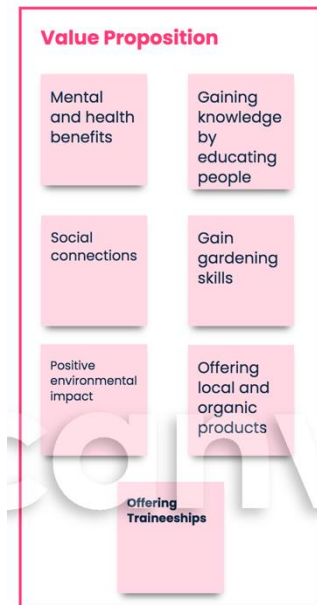 Value Proposition
Mental
and health
benefits
Gaining
knowledge
by
educating
people
Social
connections
Gain
gardening
skills
Positive
environmental
impact
Offering
local and
organic
products
Offering
Traineeships